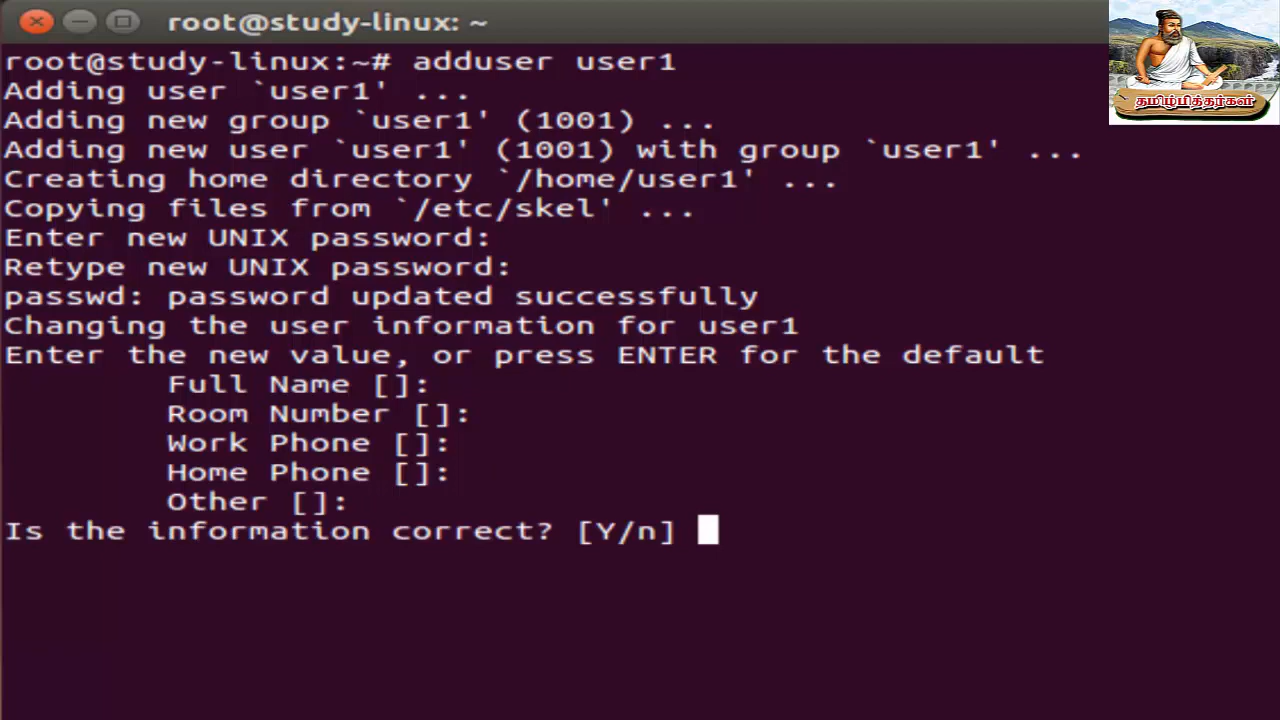 root@study-linux: ~
root@study-linux:~# adduser user1
Adding user `user1' ...
Adding new group `user1' (1001) ...
Adding new user `user1' (1001) with group `user1' ...
Creating home directory `/home/user1' ...
Copying files from `/etc/skel' ...
Enter new UNIX password:
Retype new UNIX password:
passwd: password updated successfully
Changing the user information for user1
Enter the new value, or press ENTER for the default
Full Name []:
Room Number []:
Work Phone []:
Home Phone []:
Other []:
Is the information correct? [Y/n]
தமிழ்பித்தர்கள்